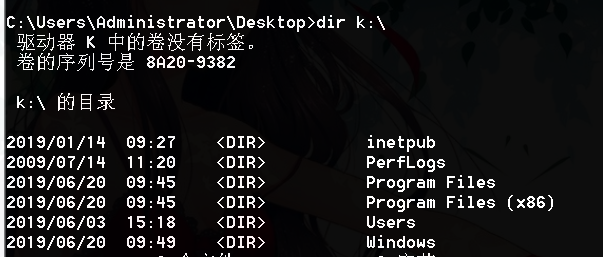 C:\Users\Administrator\Desktop>dir k:\
驱动器 K 中的卷没有标签。
卷的序列号是 8A20-9382
k:\ 的目录
2019/01/14  09:27    <DIR>          inetpub
2009/07/14  11:20    <DIR>          PerfLogs
2019/06/20  09:45    <DIR>          Program Files
2019/06/20  09:45    <DIR>          Program Files (x86)
2019/06/03  15:18    <DIR>          Users
2019/06/20  09:49    <DIR>          Windows